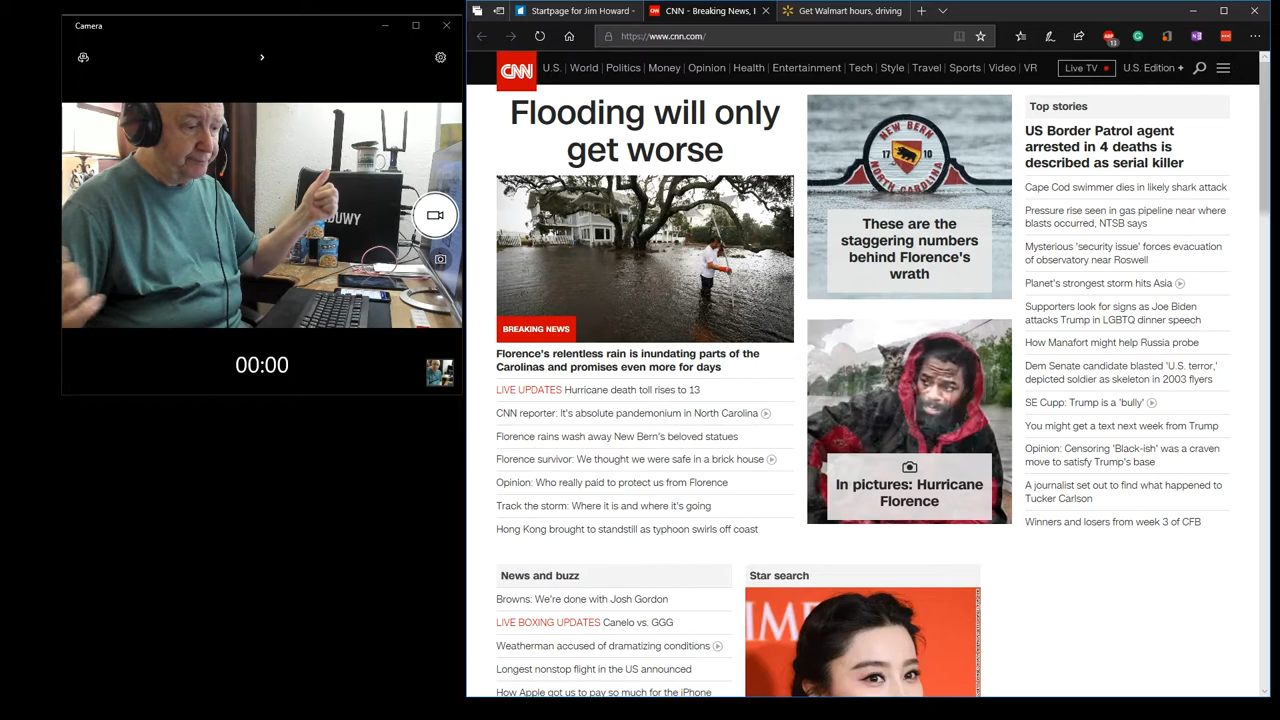 Camera
00:00
Startpage for Jim Howard -
CNN - Breaking News, l
Get Walmart hours, driving
https://www.cnn.com/
13
CNN
U.S. World Politics Money Opinion Health Entertainment Tech Style Travel Sports Video VR
Live TV
U.S. Edition +
Flooding will only
get worse
BREAKING NEWS
Florence's relentless rain is inundating parts of the
Carolinas and promises even more for days
LIVE UPDATES Hurricane death toll rises to 13
CNN reporter: It's absolute pandemonium in North Carolina
Florence rains wash away New Bern's beloved statues
Florence survivor: We thought we were safe in a brick house
Opinion: Who really paid to protect us from Florence
Track the storm: Where it is and where it's going
Hong Kong brought to standstill as typhoon swirls off coast
NEW BERN
17 10
NORTH CAROLINA
These are the
staggering numbers
behind Florence's
wrath
In pictures: Hurricane
Florence
Top stories
US Border Patrol agent
arrested in 4 deaths is
described as serial killer
Cape Cod swimmer dies in likely shark attack
Pressure rise seen in gas pipeline near where
blasts occurred, NTSB says
Mysterious 'security issue' forces evacuation
of observatory near Roswell
Planet's strongest storm hits Asia
Supporters look for signs as Joe Biden
attacks Trump in LGBTQ dinner speech
How Manafort might help Russia probe
Dem Senate candidate blasted 'U.S. terror,'
depicted soldier as skeleton in 2003 flyers
SE Cupp: Trump is a 'bully'
You might get a text next week from Trump
Opinion: Censoring 'Black-ish' was a craven
move to satisfy Trump's base
A journalist set out to find what happened to
Tucker Carlson
Winners and losers from week 3 of CFB
News and buzz
Browns: We're done with Josh Gordon
LIVE BOXING UPDATES Canelo vs. GGG
Weatherman accused of dramatizing conditions
Longest nonstop flight in the US announced
How Apple got us to pay so much for the iPhone
Star search